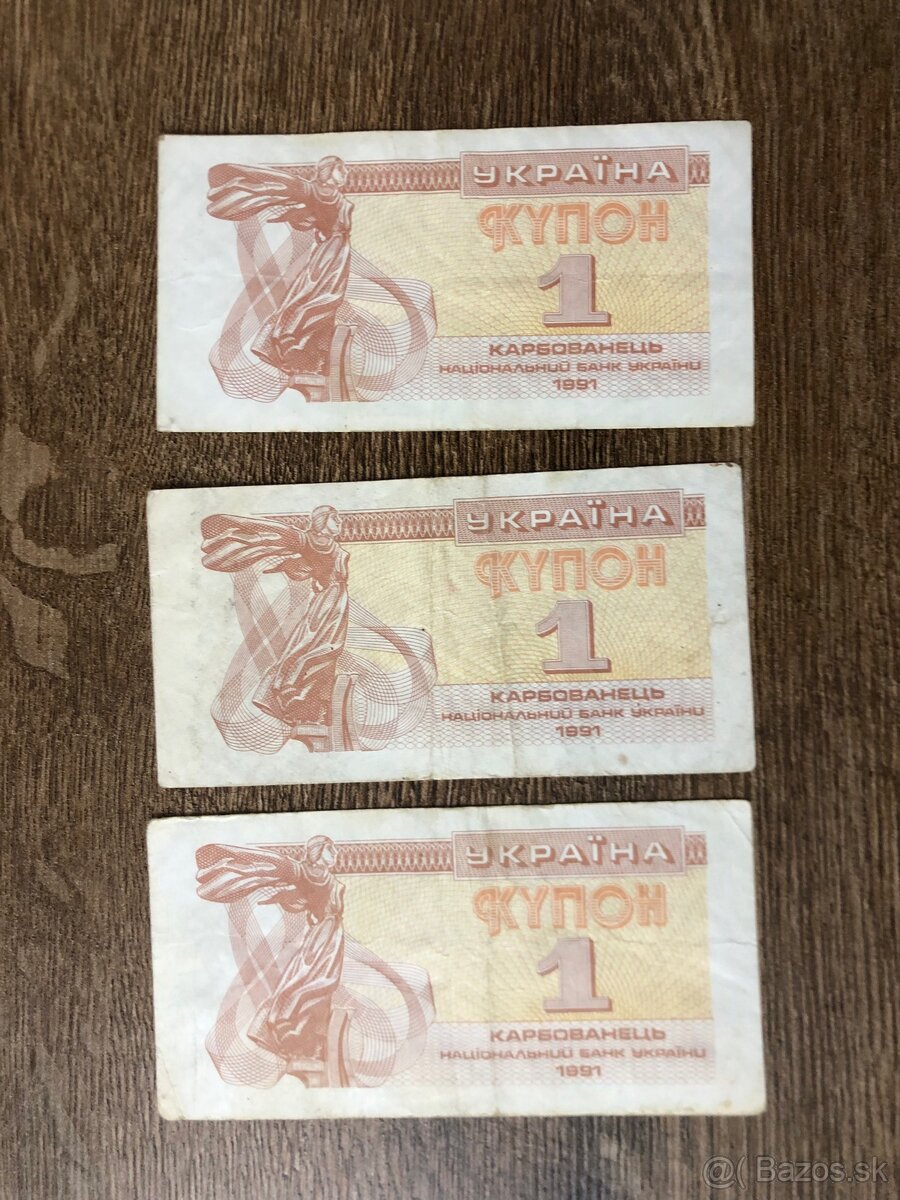 УКРАЇНА
КУПОН
1
КАРБОВАНЕЦЬ
НАЦІОНАЛЬНИЙ БАНК УКРАЇНИ
1991
УКРАЇНА
КУПОН
1
КАРБОВАНЕЦЬ
НАЦІОНАЛЬНИЙ БАНК УКРАЇНИ
1991
УКРАЇНА
КУПОН
1
КАРБОВАНЕЦЬ
НАЦІОНАЛЬНИЙ БАНК УКРАЇНИ
1991
@( Bazos.sk